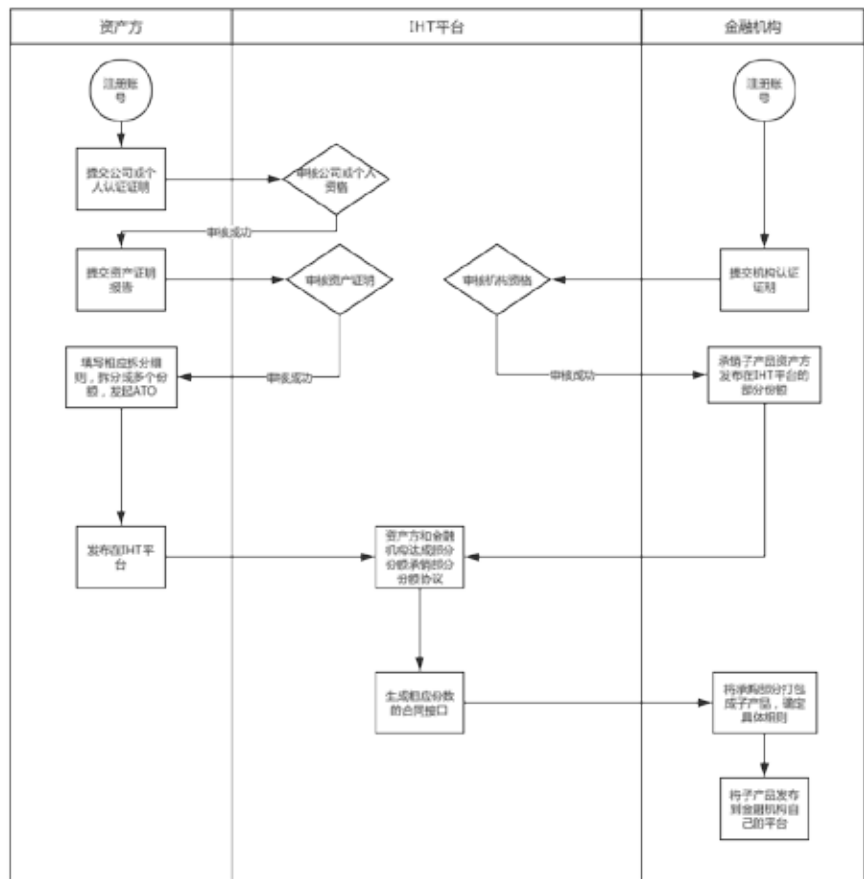 资产方
IHT平台
金融机构
注册账
号
注册账
号
提交公司或个
人认证证明
审核公司或个人
资格
审核成功
提交资产证明
报告
审核资产证明
审核机构资格
提交机构认证
证明
填写相应拆分细
则，拆分成多个份
额，发起ATO
审核成功
审核成功
承销子产品资产方
发布在IHT平台的
部分份额
发布在IHT平
台
资产方和金融
机构达成部分
份额承销部分
份额协议
生成相应份数
的合同接口
将承购部分打包
成子产品，确定
具体细则
将子产品发布
到金融机构自
己的平台